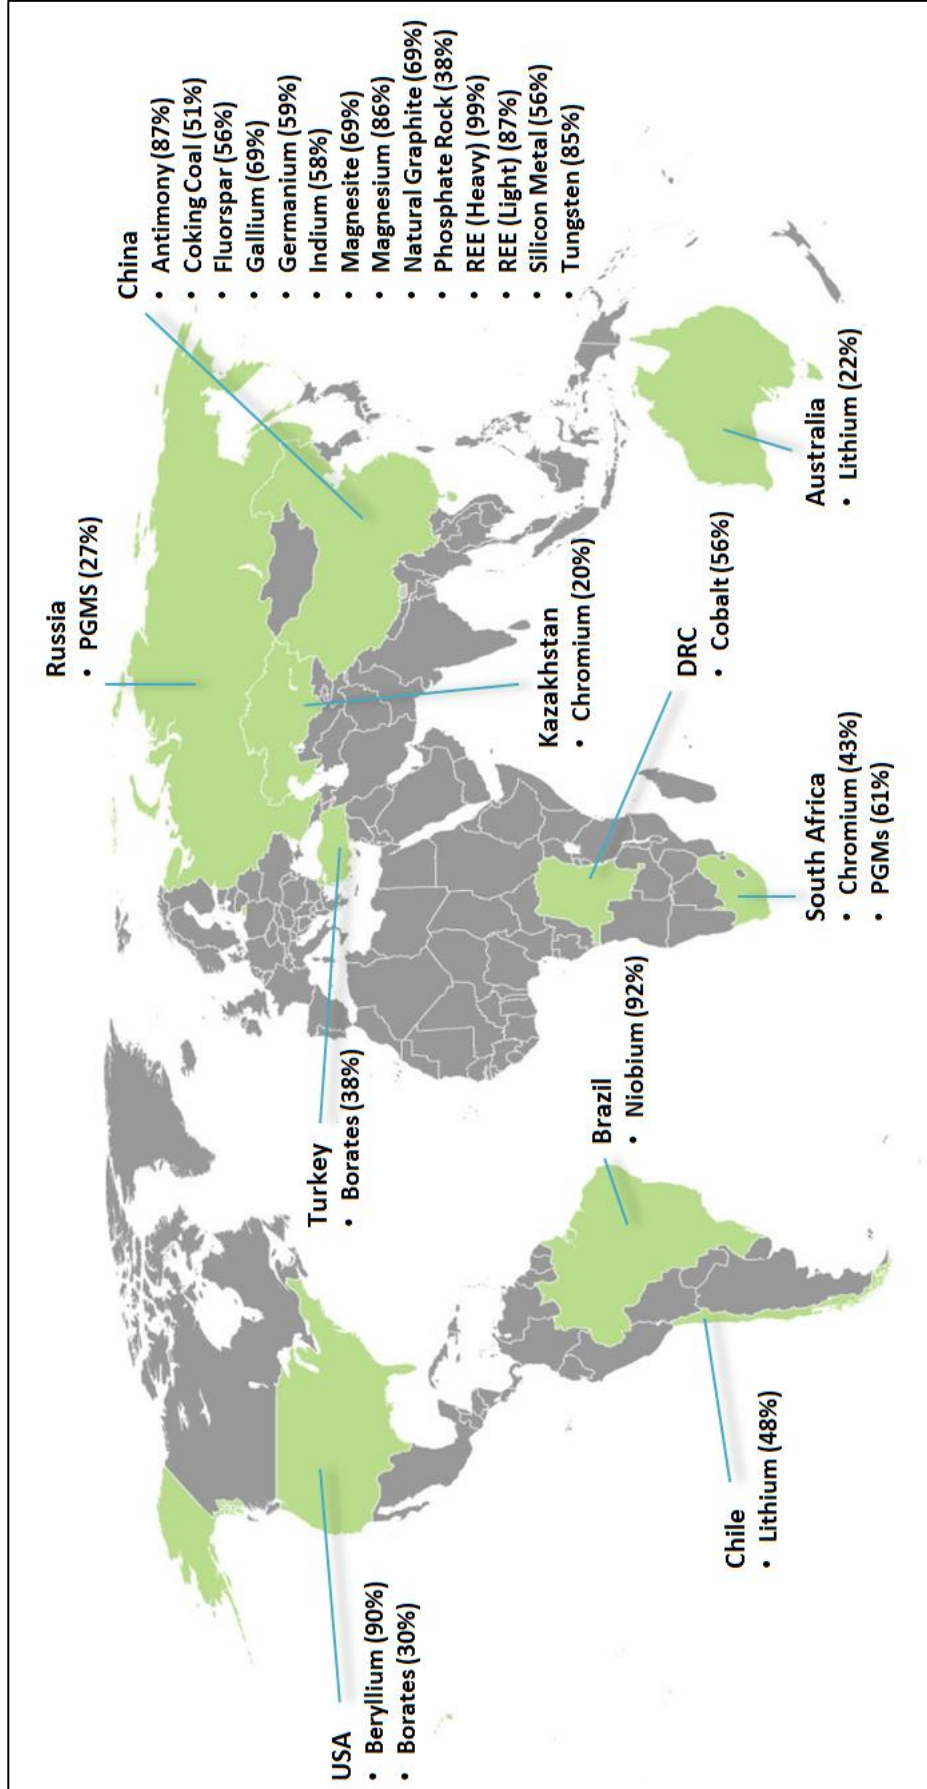 Russia
• PGMS (27%)
China
• Antimony (87%)
• Coking Coal (51%)
• Fluorspar (56%)
• Gallium (69%)
• Germanium (59%)
• Indium (58%)
• Magnesite (69%)
• Magnesium (86%)
• Natural Graphite (69%)
• Phosphate Rock (38%)
• REE (Heavy) (99%)
• REE (Light) (87%)
• Silicon Metal (56%)
• Tungsten (85%)
USA
• Beryllium (90%)
• Borates (30%)
Turkey
• Borates (38%)
Kazakhstan
• Chromium (20%)
Brazil
• Niobium (92%)
DRC
• Cobalt (56%)
Chile
• Lithium (48%)
South Africa
• Chromium (43%)
• PGMs (61%)
Australia
• Lithium (22%)